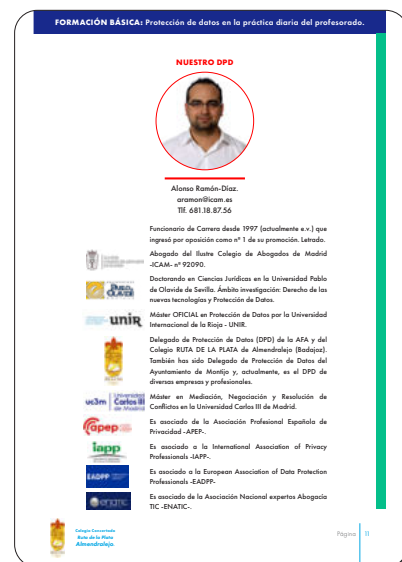 FORMACIÓN BÁSICA: Protección de datos en la práctica diaria del profesorado.
NUESTRO DPD
Alonso Ramón-Díaz.
aramon@icam.es
Tlf. 681.18.87.56
Funcionario de Carrera desde 1997 (actualmente e.v.) que
ingresó por oposición como nº 1 de su promoción. Letrado.
Abogado del Ilustre Colegio de Abogados de Madrid
-ICAM- nº 92090.
Doctorando en Ciencias Jurídicas en la Universidad Pablo
de Olavide de Sevilla. Ámbito investigación: Derecho de las
nuevas tecnologías y Protección de Datos.
unir
Máster OFICIAL en Protección de Datos por la Universidad
Internacional de la Rioja - UNIR.
Delegado de Protección de Datos (DPD) de la AFA y del
Colegio RUTA DE LA PLATA de Almendralejo (Badajoz).
También ha sido Delegado de Protección de Datos del
Ayuntamiento de Montijo y, actualmente, es el DPD de
diversas empresas y profesionales.
uc3m Universidad Carlos III de Madrid
Máster en Mediación, Negociación y Resolución de
Conflictos en la Universidad Carlos III de Madrid.
apep
Es asociado de la Asociación Profesional Española de
Privacidad -APEP-.
iapp
Es asociado a la International Association of Privacy
Professionals -IAPP-.
EADPP
Es asociado a la European Association of Data Protection
Professionals -EADPP-
enatic
Es asociado de la Asociación Nacional expertos Abogacía
TIC -ENATIC-.
Colegio Concertado
Ruta de la Plata
Almendralejo.
Página 11